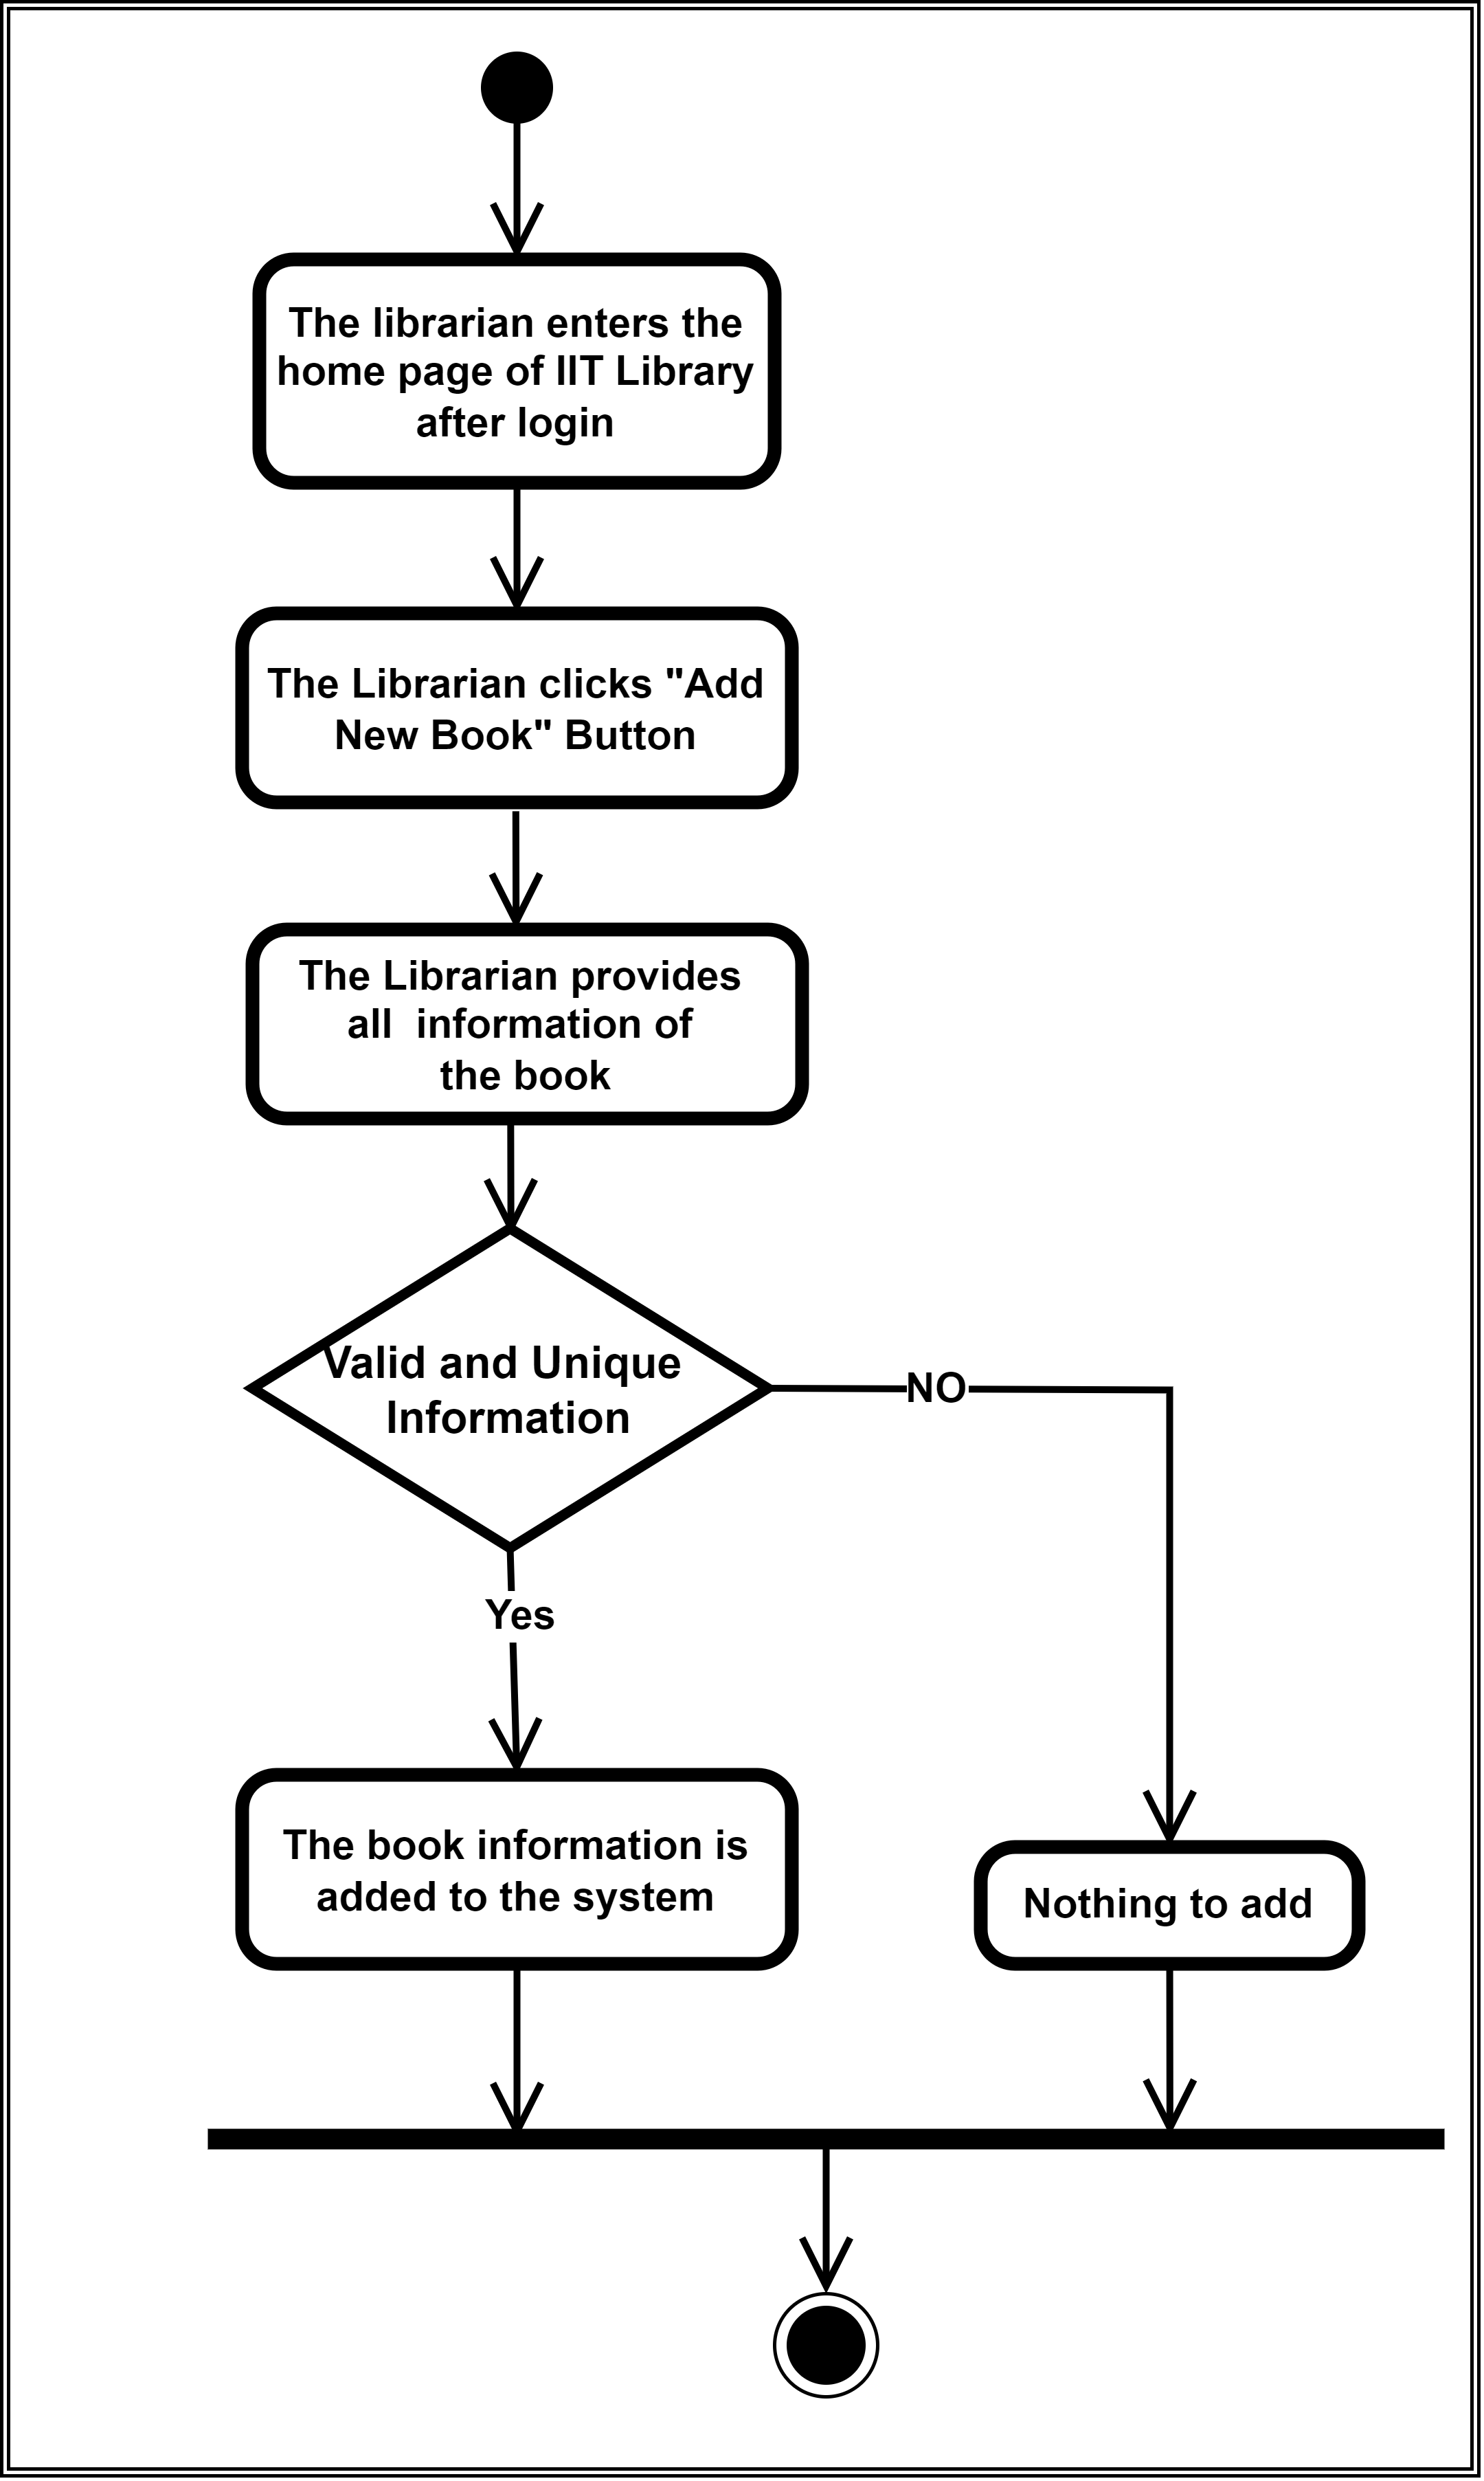 The librarian enters the
home page of IIT Library
after login
The Librarian clicks "Add
New Book" Button
The Librarian provides
all  information of
the book
Valid and Unique
Information
NO
Yes
The book information is
added to the system
Nothing to add